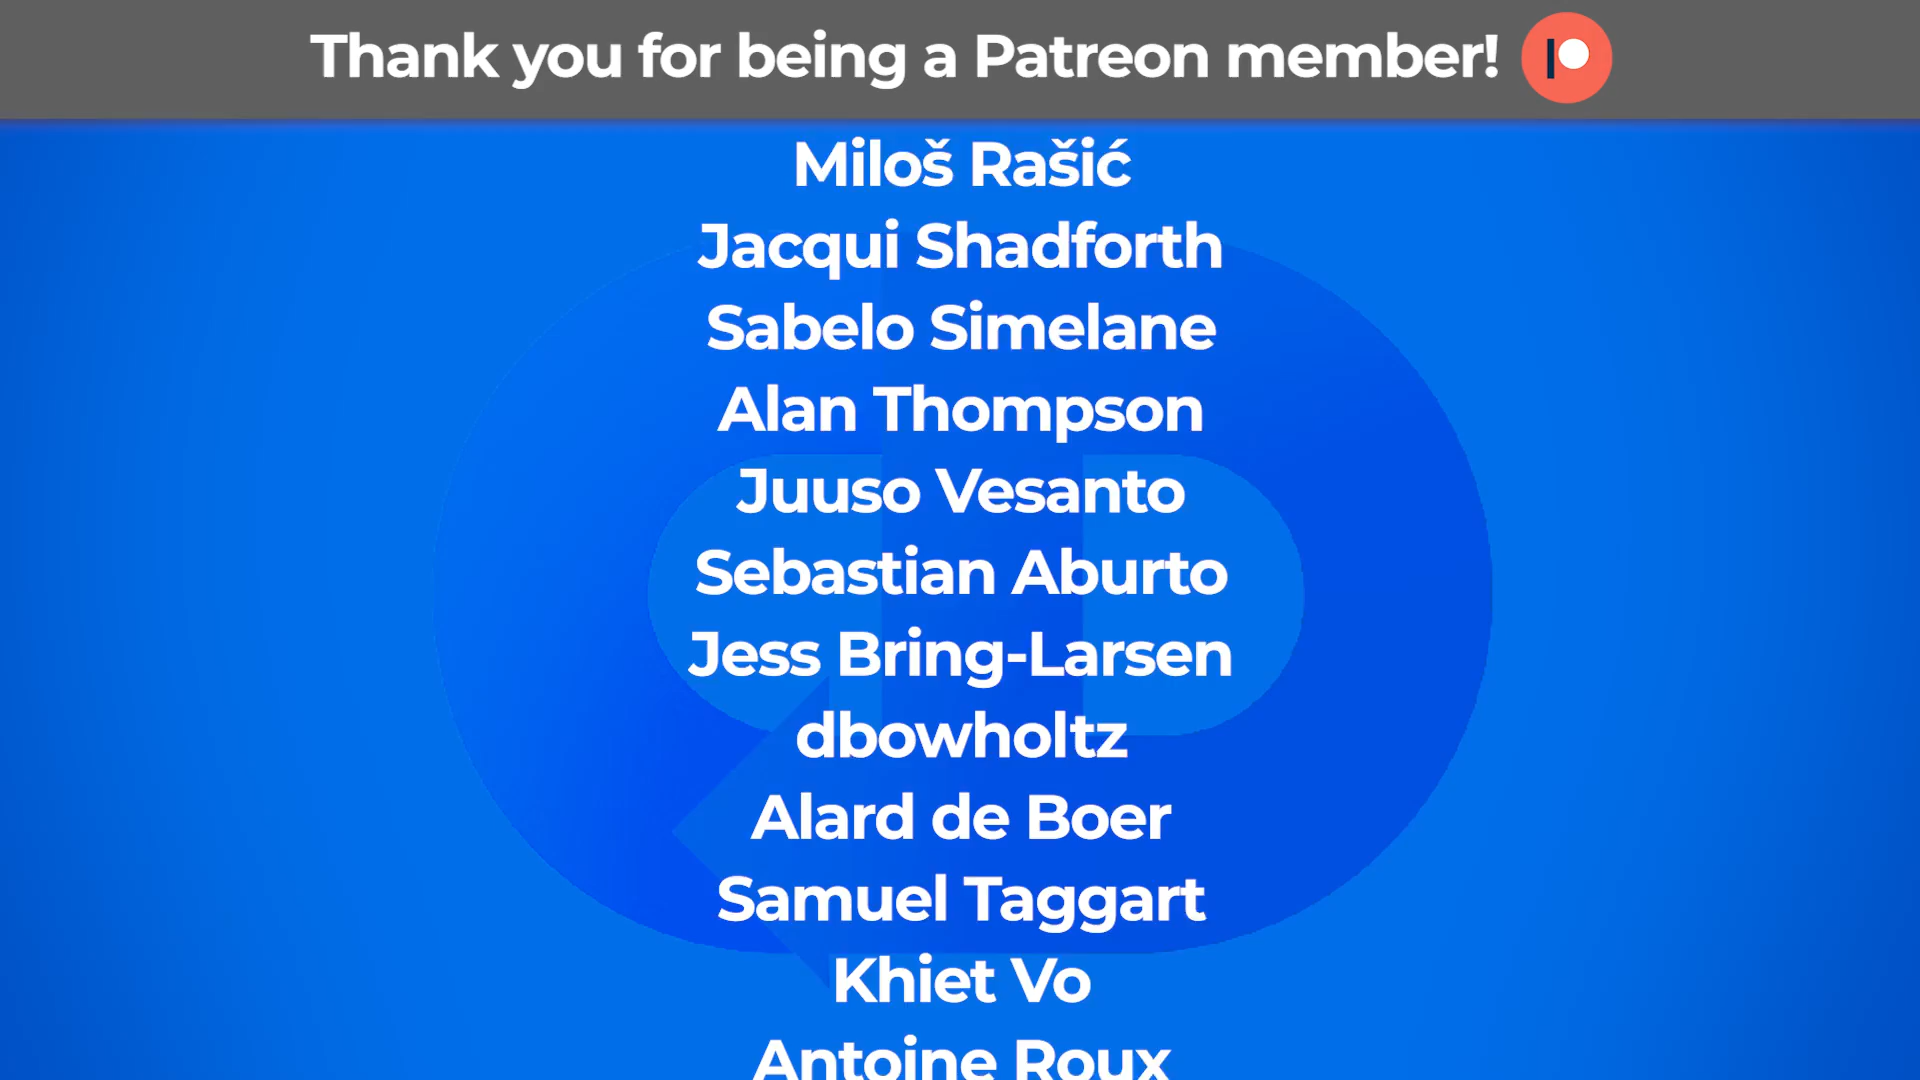 Thank you for being a Patreon member!
Miloš Rašić
Jacqui Shadforth
Sabelo Simelane
Alan Thompson
Juuso Vesanto
Sebastian Aburto
Jess Bring-Larsen
dbowholtz
Alard de Boer
Samuel Taggart
Khiet Vo
Antoine Roux